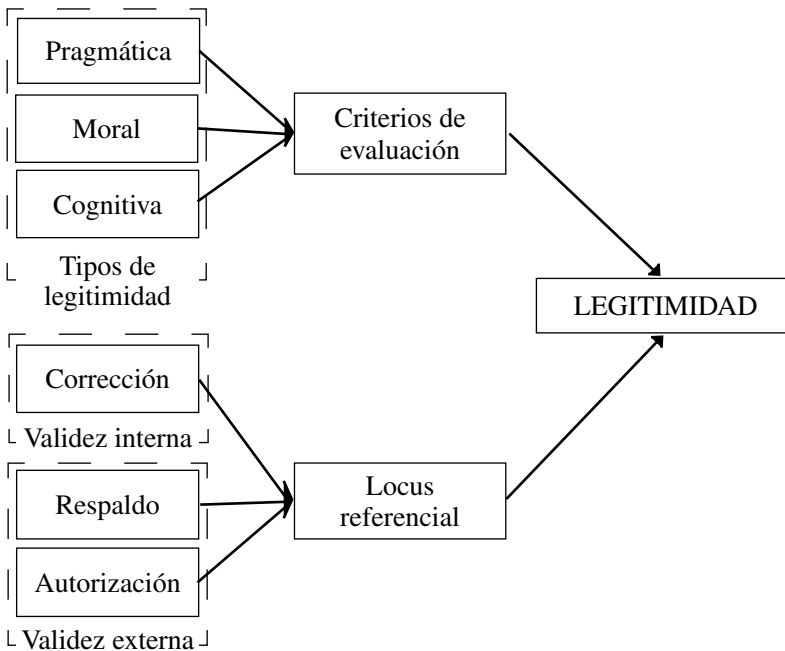 Pragmática
Moral
Cognitiva
Tipos de
legitimidad
Criterios de
evaluación
LEGITIMIDAD
Corrección
Validez interna
Respaldo
Autorización
Validez externa
Locus
referencial